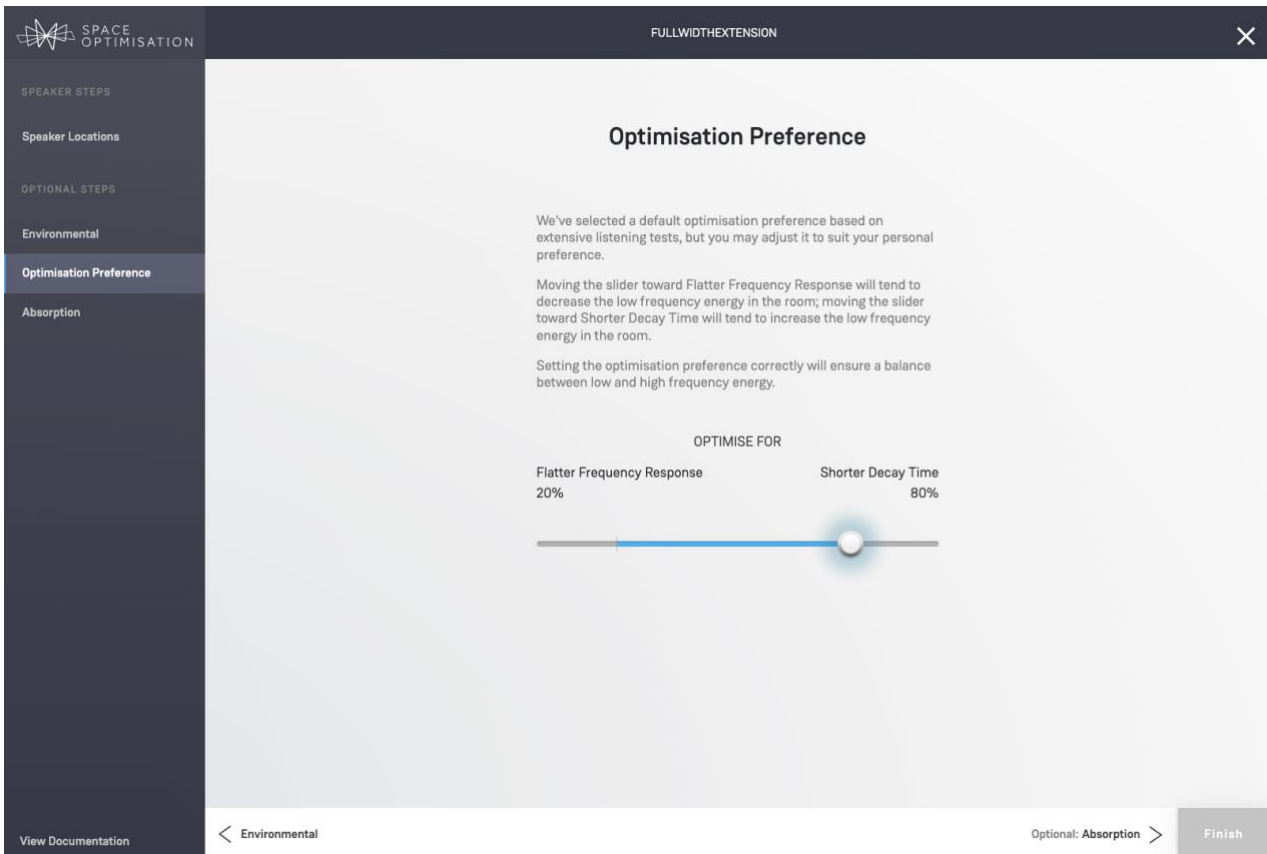 SPACE
OPTIMISATION
FULLWIDTHEXTENSION
SPEAKER STEPS
Speaker Locations
OPTIONAL STEPS
Environmental
Optimisation Preference
Absorption
View Documentation
Optimisation Preference
We've selected a default optimisation preference based on
extensive listening tests, but you may adjust it to suit your personal
preference.
Moving the slider toward Flatter Frequency Response will tend to
decrease the low frequency energy in the room; moving the slider
toward Shorter Decay Time will tend to increase the low frequency
energy in the room.
Setting the optimisation preference correctly will ensure a balance
between low and high frequency energy.
OPTIMISE FOR
Flatter Frequency Response Shorter Decay Time
20% 80%
Environmental
Optional: Absorption
Finish